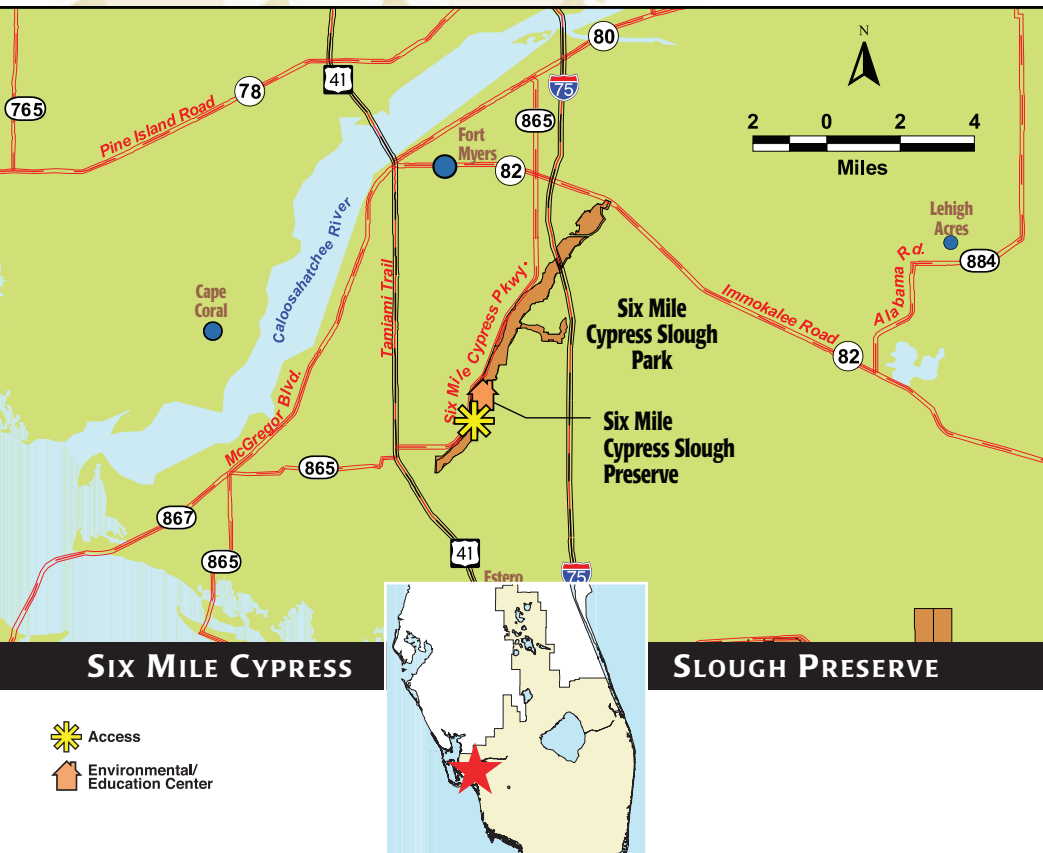 80
N
41
75
765
78
Pine Island Road
865
2 0 2 4
Miles
Fort
Myers
82
Caloosahatchee River
Lehigh
Acres
Alabama Rd.
884
Cape
Coral
Tamiami Trail
Six Mile Cypress Pkwy.
Six Mile
Cypress Slough
Park
Immokalee Road
82
McGregor Blvd.
Six Mile
Cypress Slough
Preserve
865
867
865
41
Estero
75
SIX MILE CYPRESS SLOUGH PRESERVE
Access
Environmental/
Education Center